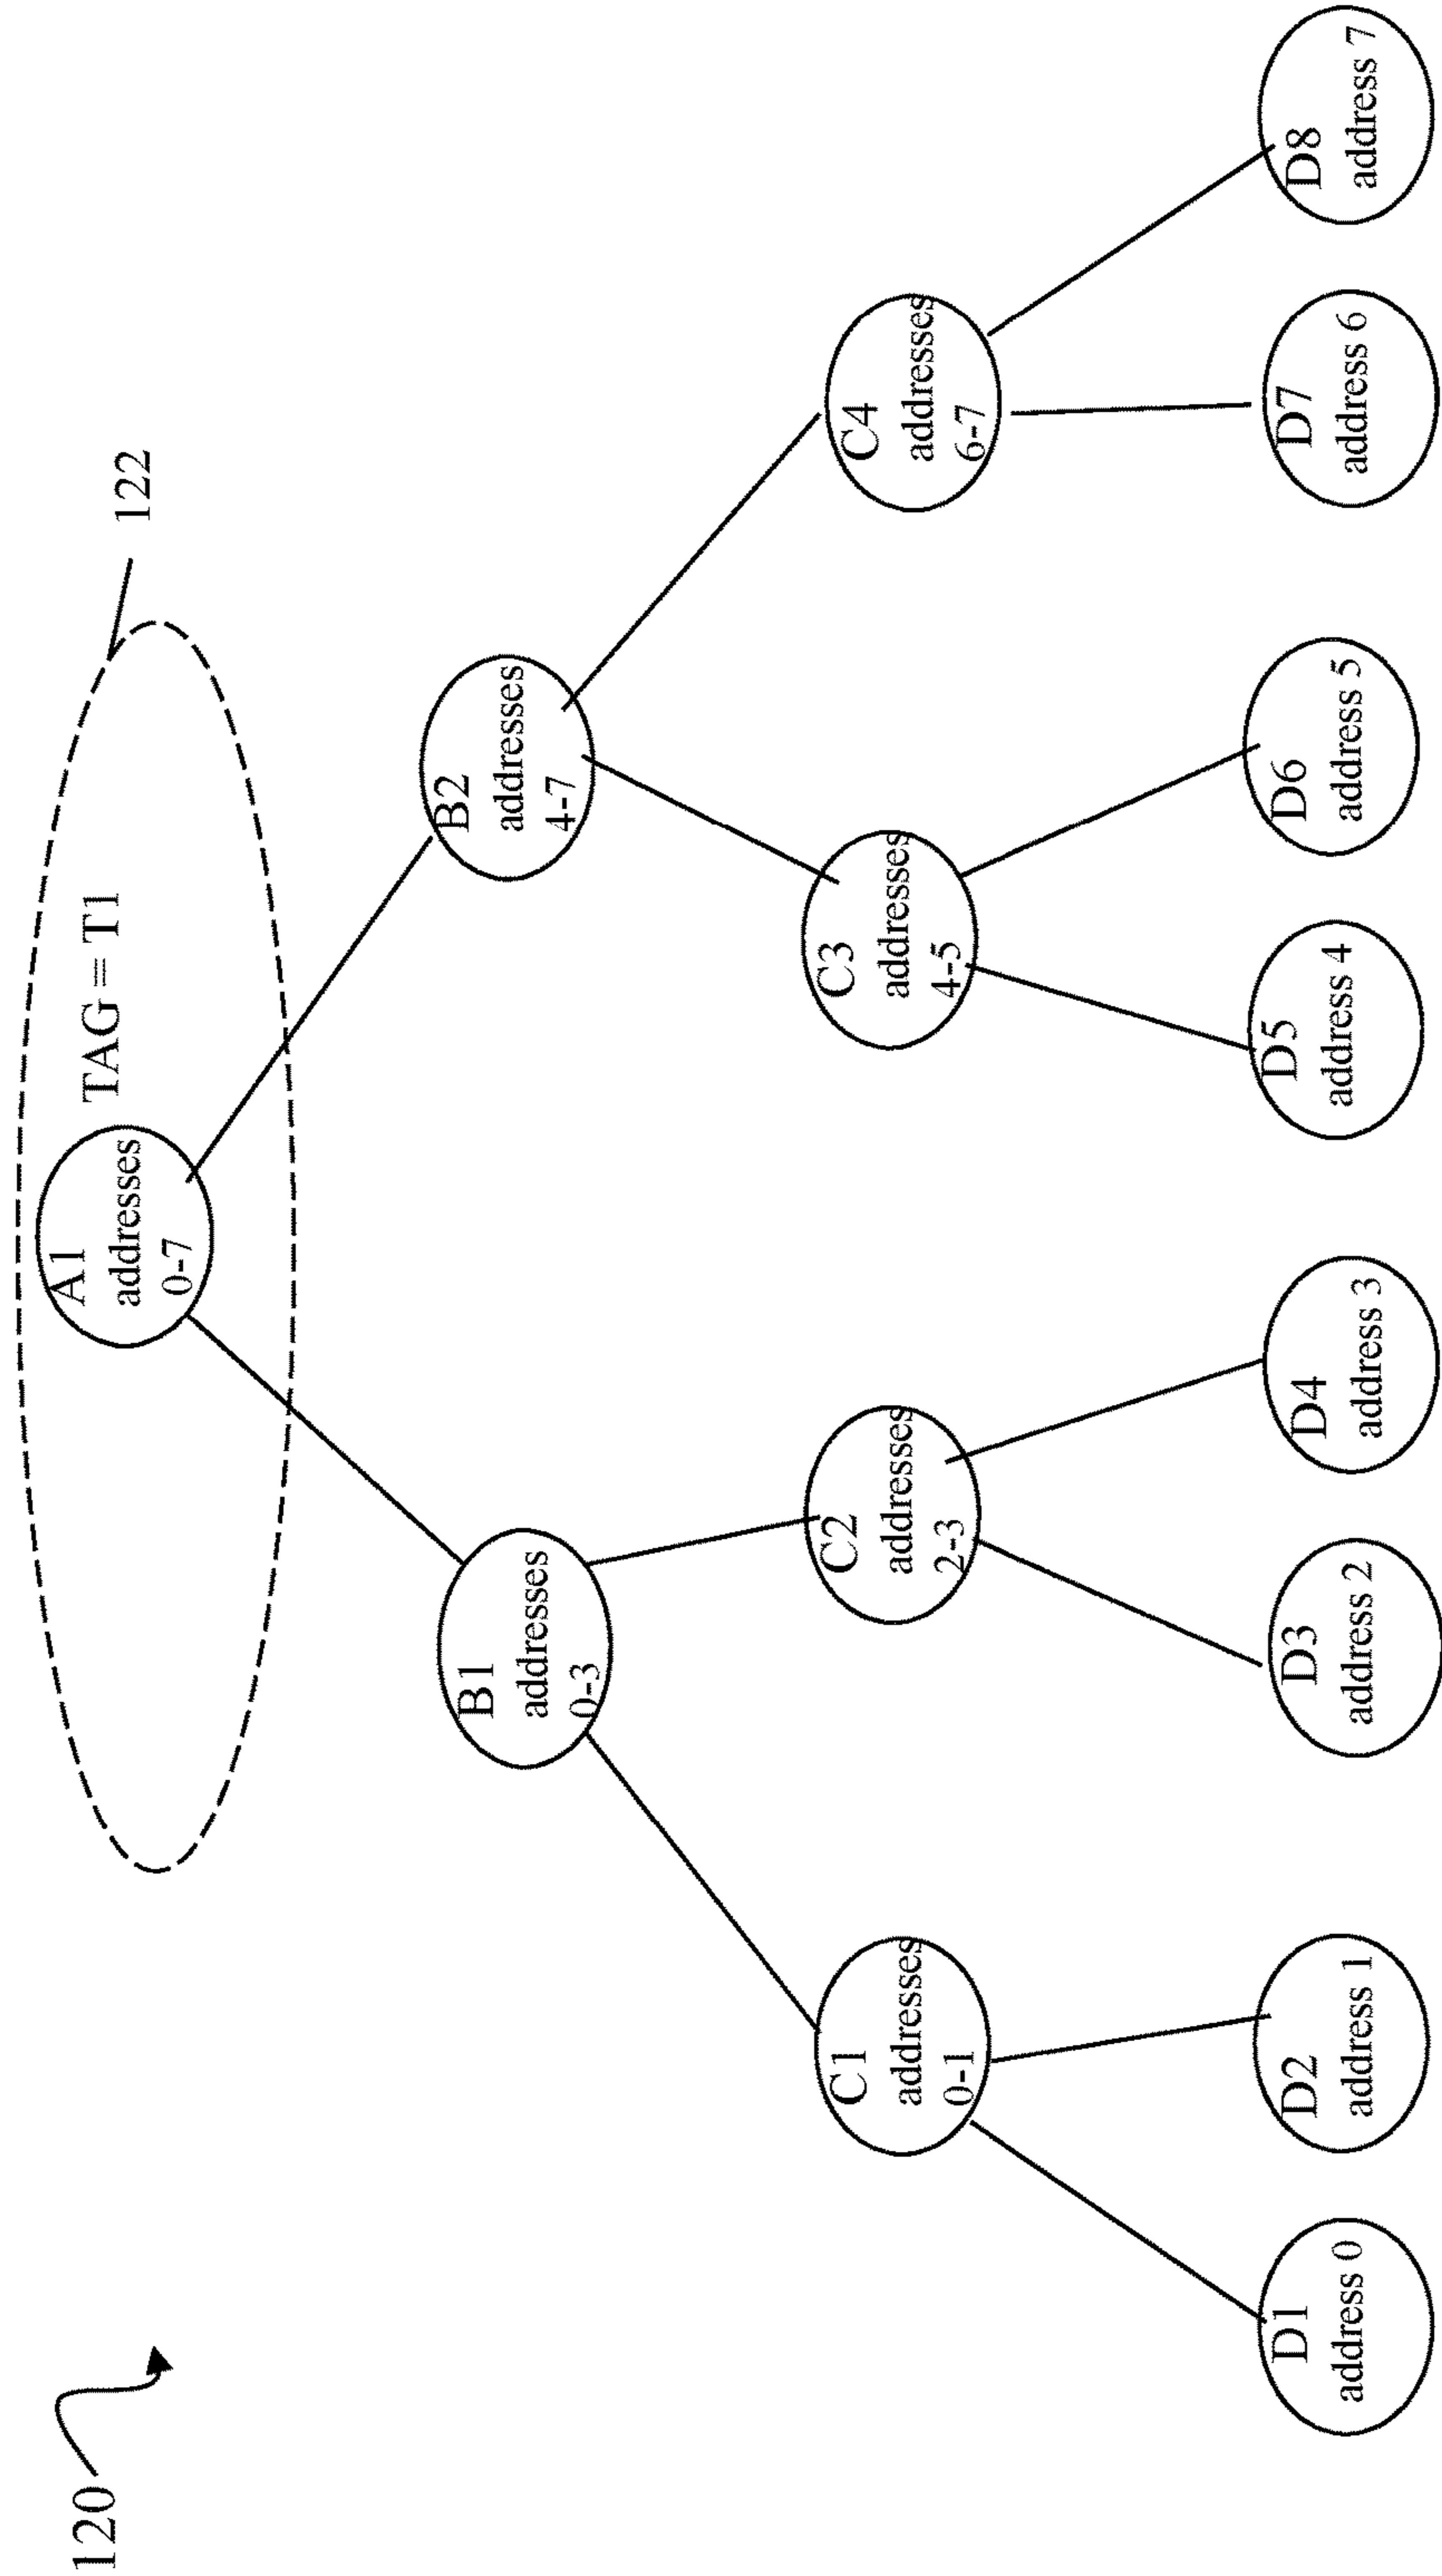 120
122
A1
addresses
0-7
TAG = T1
B1
addresses
0-3
B2
addresses
4-7
C1
addresses
0-1
C2
addresses
2-3
C3
addresses
4-5
C4
addresses
6-7
D1
address 0
D2
address 1
D3
address 2
D4
address 3
D5
address 4
D6
address 5
D7
address 6
D8
address 7